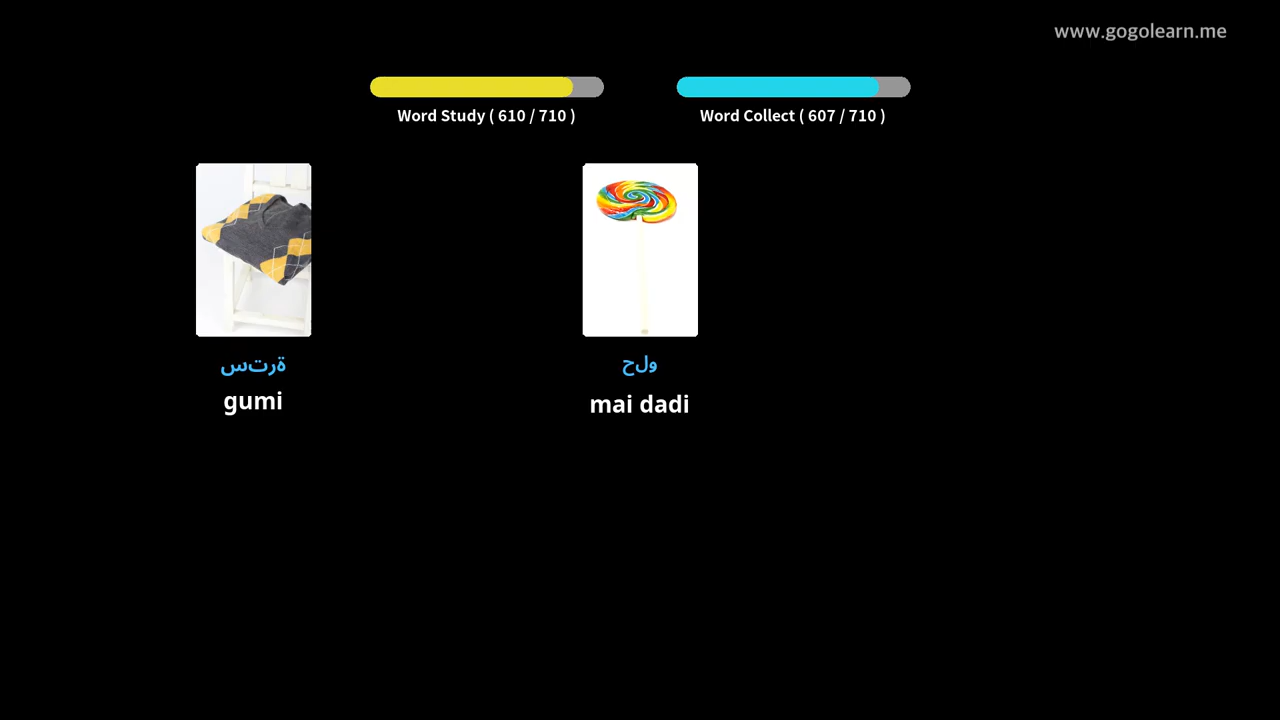 www.gogolearn.me
Word Study ( 610 / 710 )
Word Collect ( 607 / 710 )
ةرتس
gumi
ولح
mai dadi